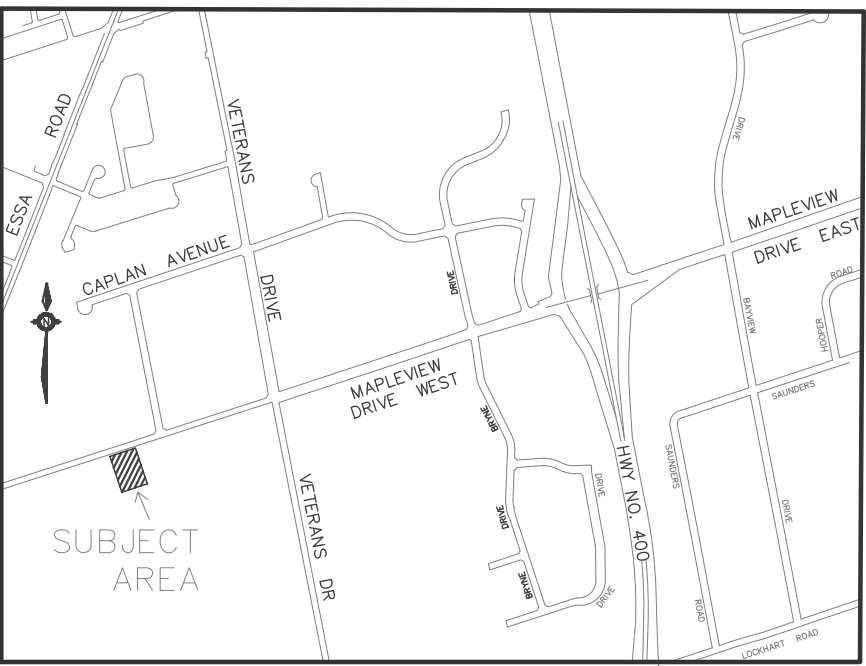 ROAD
ESSA
VETERANS
DRIVE
CAPLAN AVENUE
N
DRIVE
MAPLEVIEW
DRIVE EAST
ROAD
HOOPER
BAYVIEW
SAUNDERS
DRIVE
DRIVE
MAPLEVIEW
DRIVE WEST
BRYNE
DRIVE
DRIVE
BRYNE
DRIVE
HWY NO. 400
SAUNDERS
ROAD
DRIVE
LOCKHART ROAD
VETERANS DR
SUBJECT
AREA